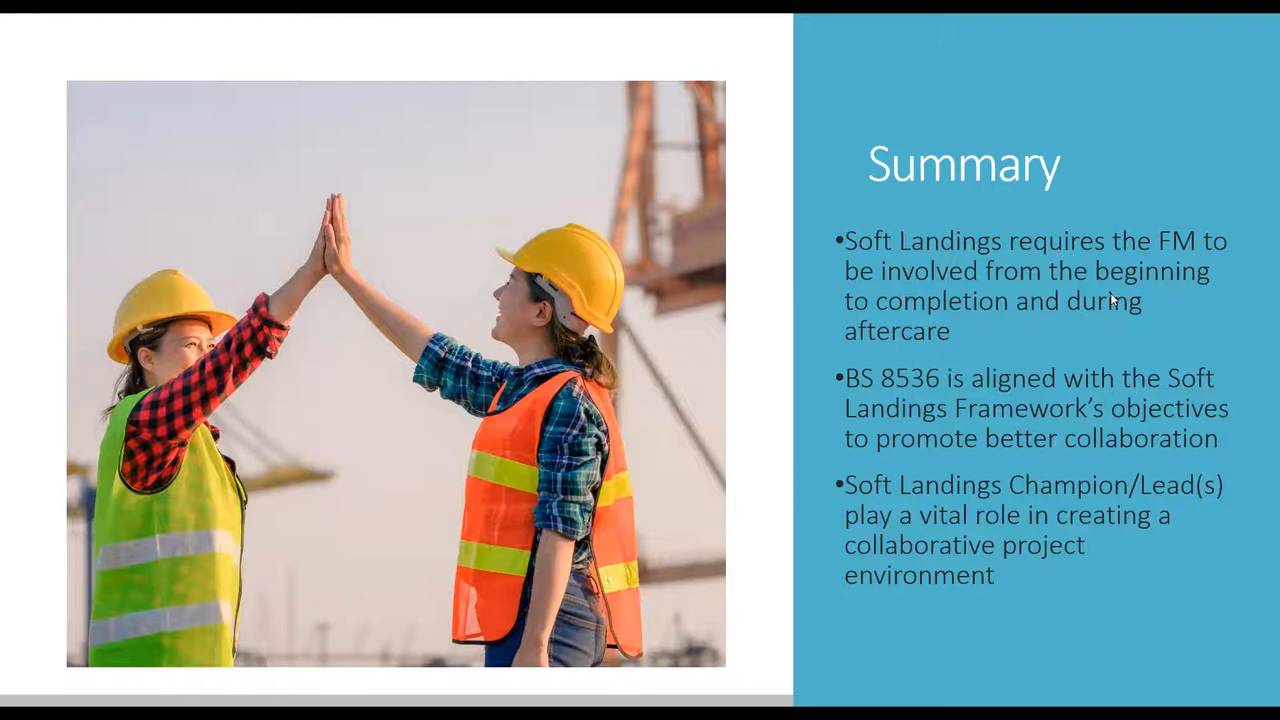 Summary
•Soft Landings requires the FM to
be involved from the beginning
to completion and during
aftercare
•BS 8536 is aligned with the Soft
Landings Framework’s objectives
to promote better collaboration
•Soft Landings Champion/Lead(s)
play a vital role in creating a
collaborative project
environment